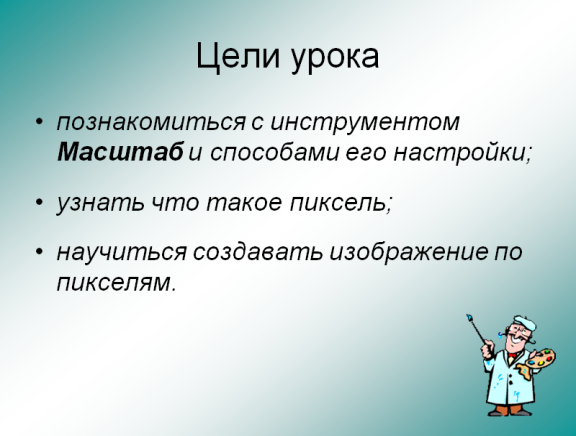 Цели урока
• познакомиться с инструментом
Масштаб и способами его настройки;
• узнать что такое пиксель;
• научиться создавать изображение по
пикселям.